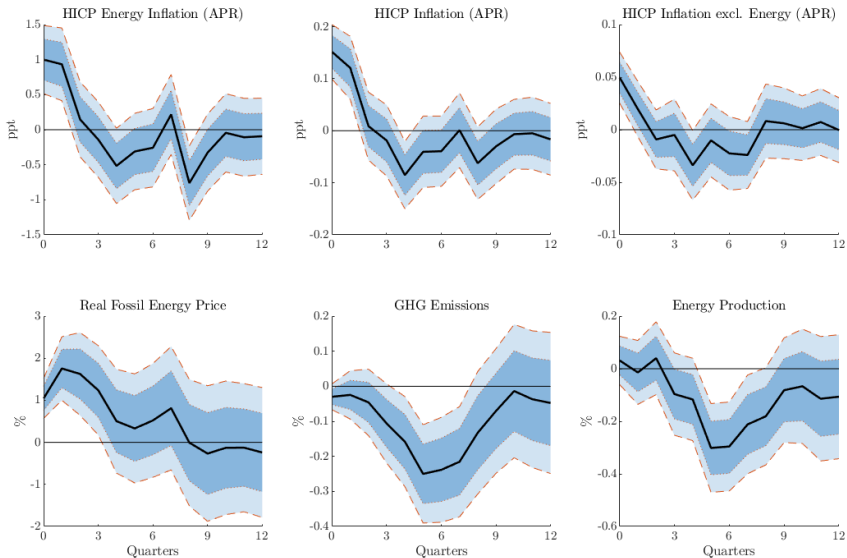 HICP Energy Inflation (APR)
HICP Inflation (APR)
HICP Inflation excl. Energy (APR)
1.5
1
0.5
0
-0.5
-1
-1.5
ppt
0 3 6 9 12
0.2
0.1
0
-0.1
-0.2
ppt
0 3 6 9 12
0.1
0.05
0
-0.05
-0.1
ppt
0 3 6 9 12
Real Fossil Energy Price
GHG Emissions
Energy Production
3
2
1
0
-1
-2
%
0 3 6 9 12
Quarters
0.2
0.1
0
-0.1
-0.2
-0.3
-0.4
%
0 3 6 9 12
Quarters
0.2
0
-0.2
-0.4
-0.6
%
0 3 6 9 12
Quarters